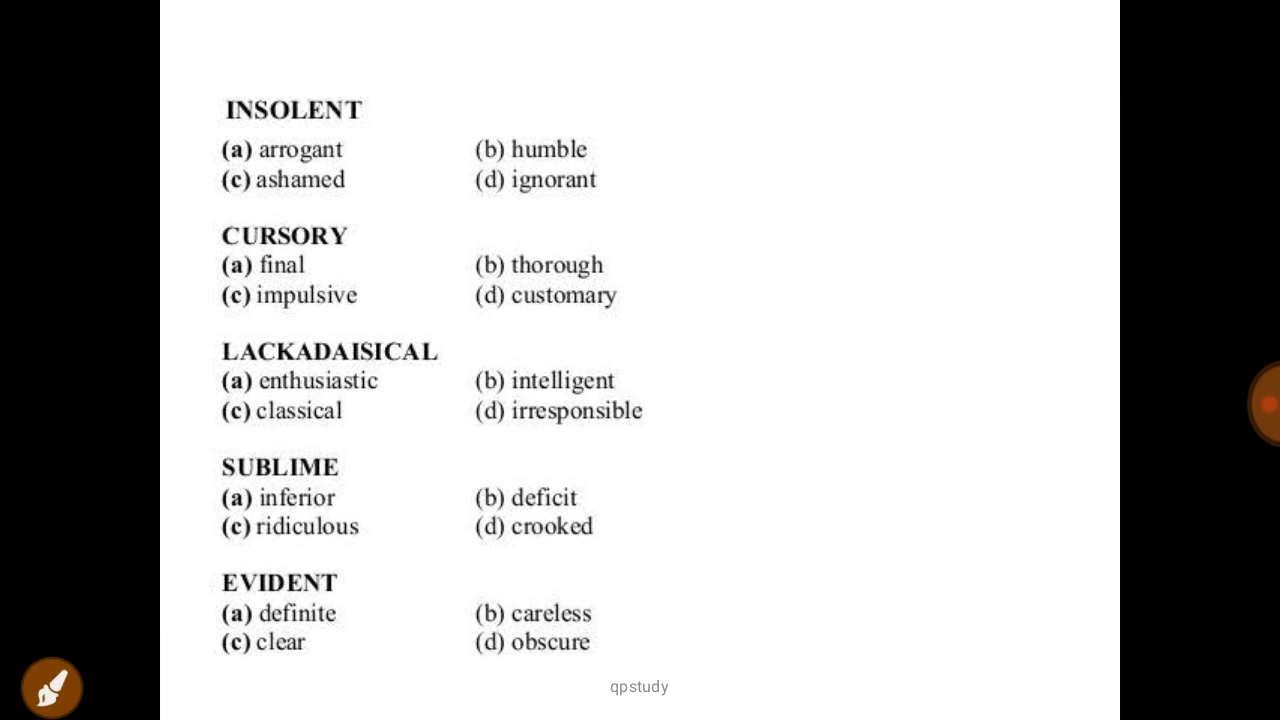 INSOLENT
(a) arrogant (b) humble
(c) ashamed (d) ignorant
CURSORY
(a) final (b) thorough
(c) impulsive (d) customary
LACKADAISICAL
(a) enthusiastic (b) intelligent
(c) classical (d) irresponsible
SUBLIME
(a) inferior (b) deficit
(c) ridiculous (d) crooked
EVIDENT
(a) definite (b) careless
(c) clear (d) obscure
qpstudy